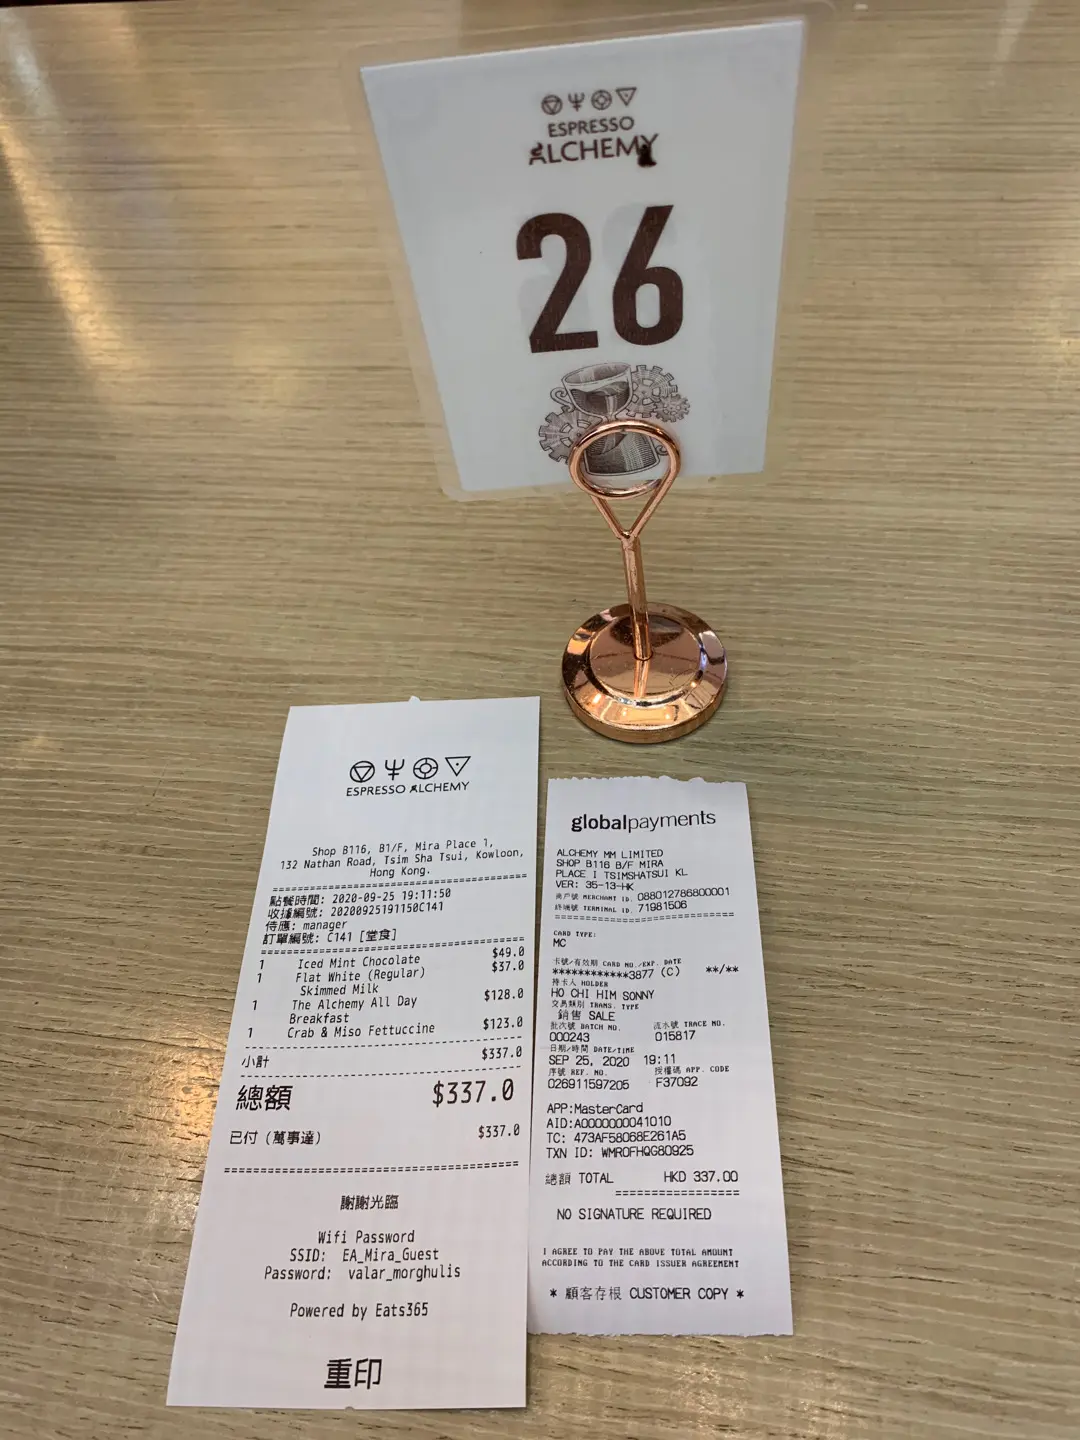 ESPRESSO
ALCHEMY
26
ESPRESSO ALCHEMY
Shop B116, B1/F, Mira Place 1,
132 Nathan Road, Tsim Sha Tsui, Kowloon,
Hong Kong.
點餐時間: 2020-09-25 19:11:50
收據編號: 20200925191150C141
侍應: manager
訂單編號: C141 [堂食]
1 Iced Mint Chocolate $49.0
1 Flat White (Regular) $37.0
Skimmed Milk
1 The Alchemy All Day $128.0
Breakfast
1 Crab & Miso Fettuccine $123.0
小計 $337.0
總額 $337.0
已付 (萬事達) $337.0
謝謝光臨
Wifi Password
SSID: EA_Mira_Guest
Password: valar_morghulis
Powered by Eats365
重印
globalpayments
ALCHEMY MM LIMITED
SHOP B116 B/F MIRA
PLACE I TSIMSHATSUI KL
VER: 35-13-HK
商戶號 MERCHANT ID. 088012786800001
終端號 TERMINAL ID. 71981506
CARD TYPE:
MC
卡號/有效期 CARD NO./EXP. DATE
************3877 (C) **/**
持卡人 HOLDER
HO CHI HIM SONNY
交易類別 TRANS. TYPE
銷售 SALE
批次號 BATCH NO. 流水號 TRACE NO.
000243 015817
日期/時間 DATE/TIME
SEP 25, 2020 19:11
序號 REF. NO. 授權碼 APP. CODE
026911597205 F37092
APP:MasterCard
AID:A0000000041010
TC: 473AF58068E261A5
TXN ID: WMROFHQG80925
總額 TOTAL HKD 337.00
NO SIGNATURE REQUIRED
I AGREE TO PAY THE ABOVE TOTAL AMOUNT
ACCORDING TO THE CARD ISSUER AGREEMENT
* 顧客存根 CUSTOMER COPY *